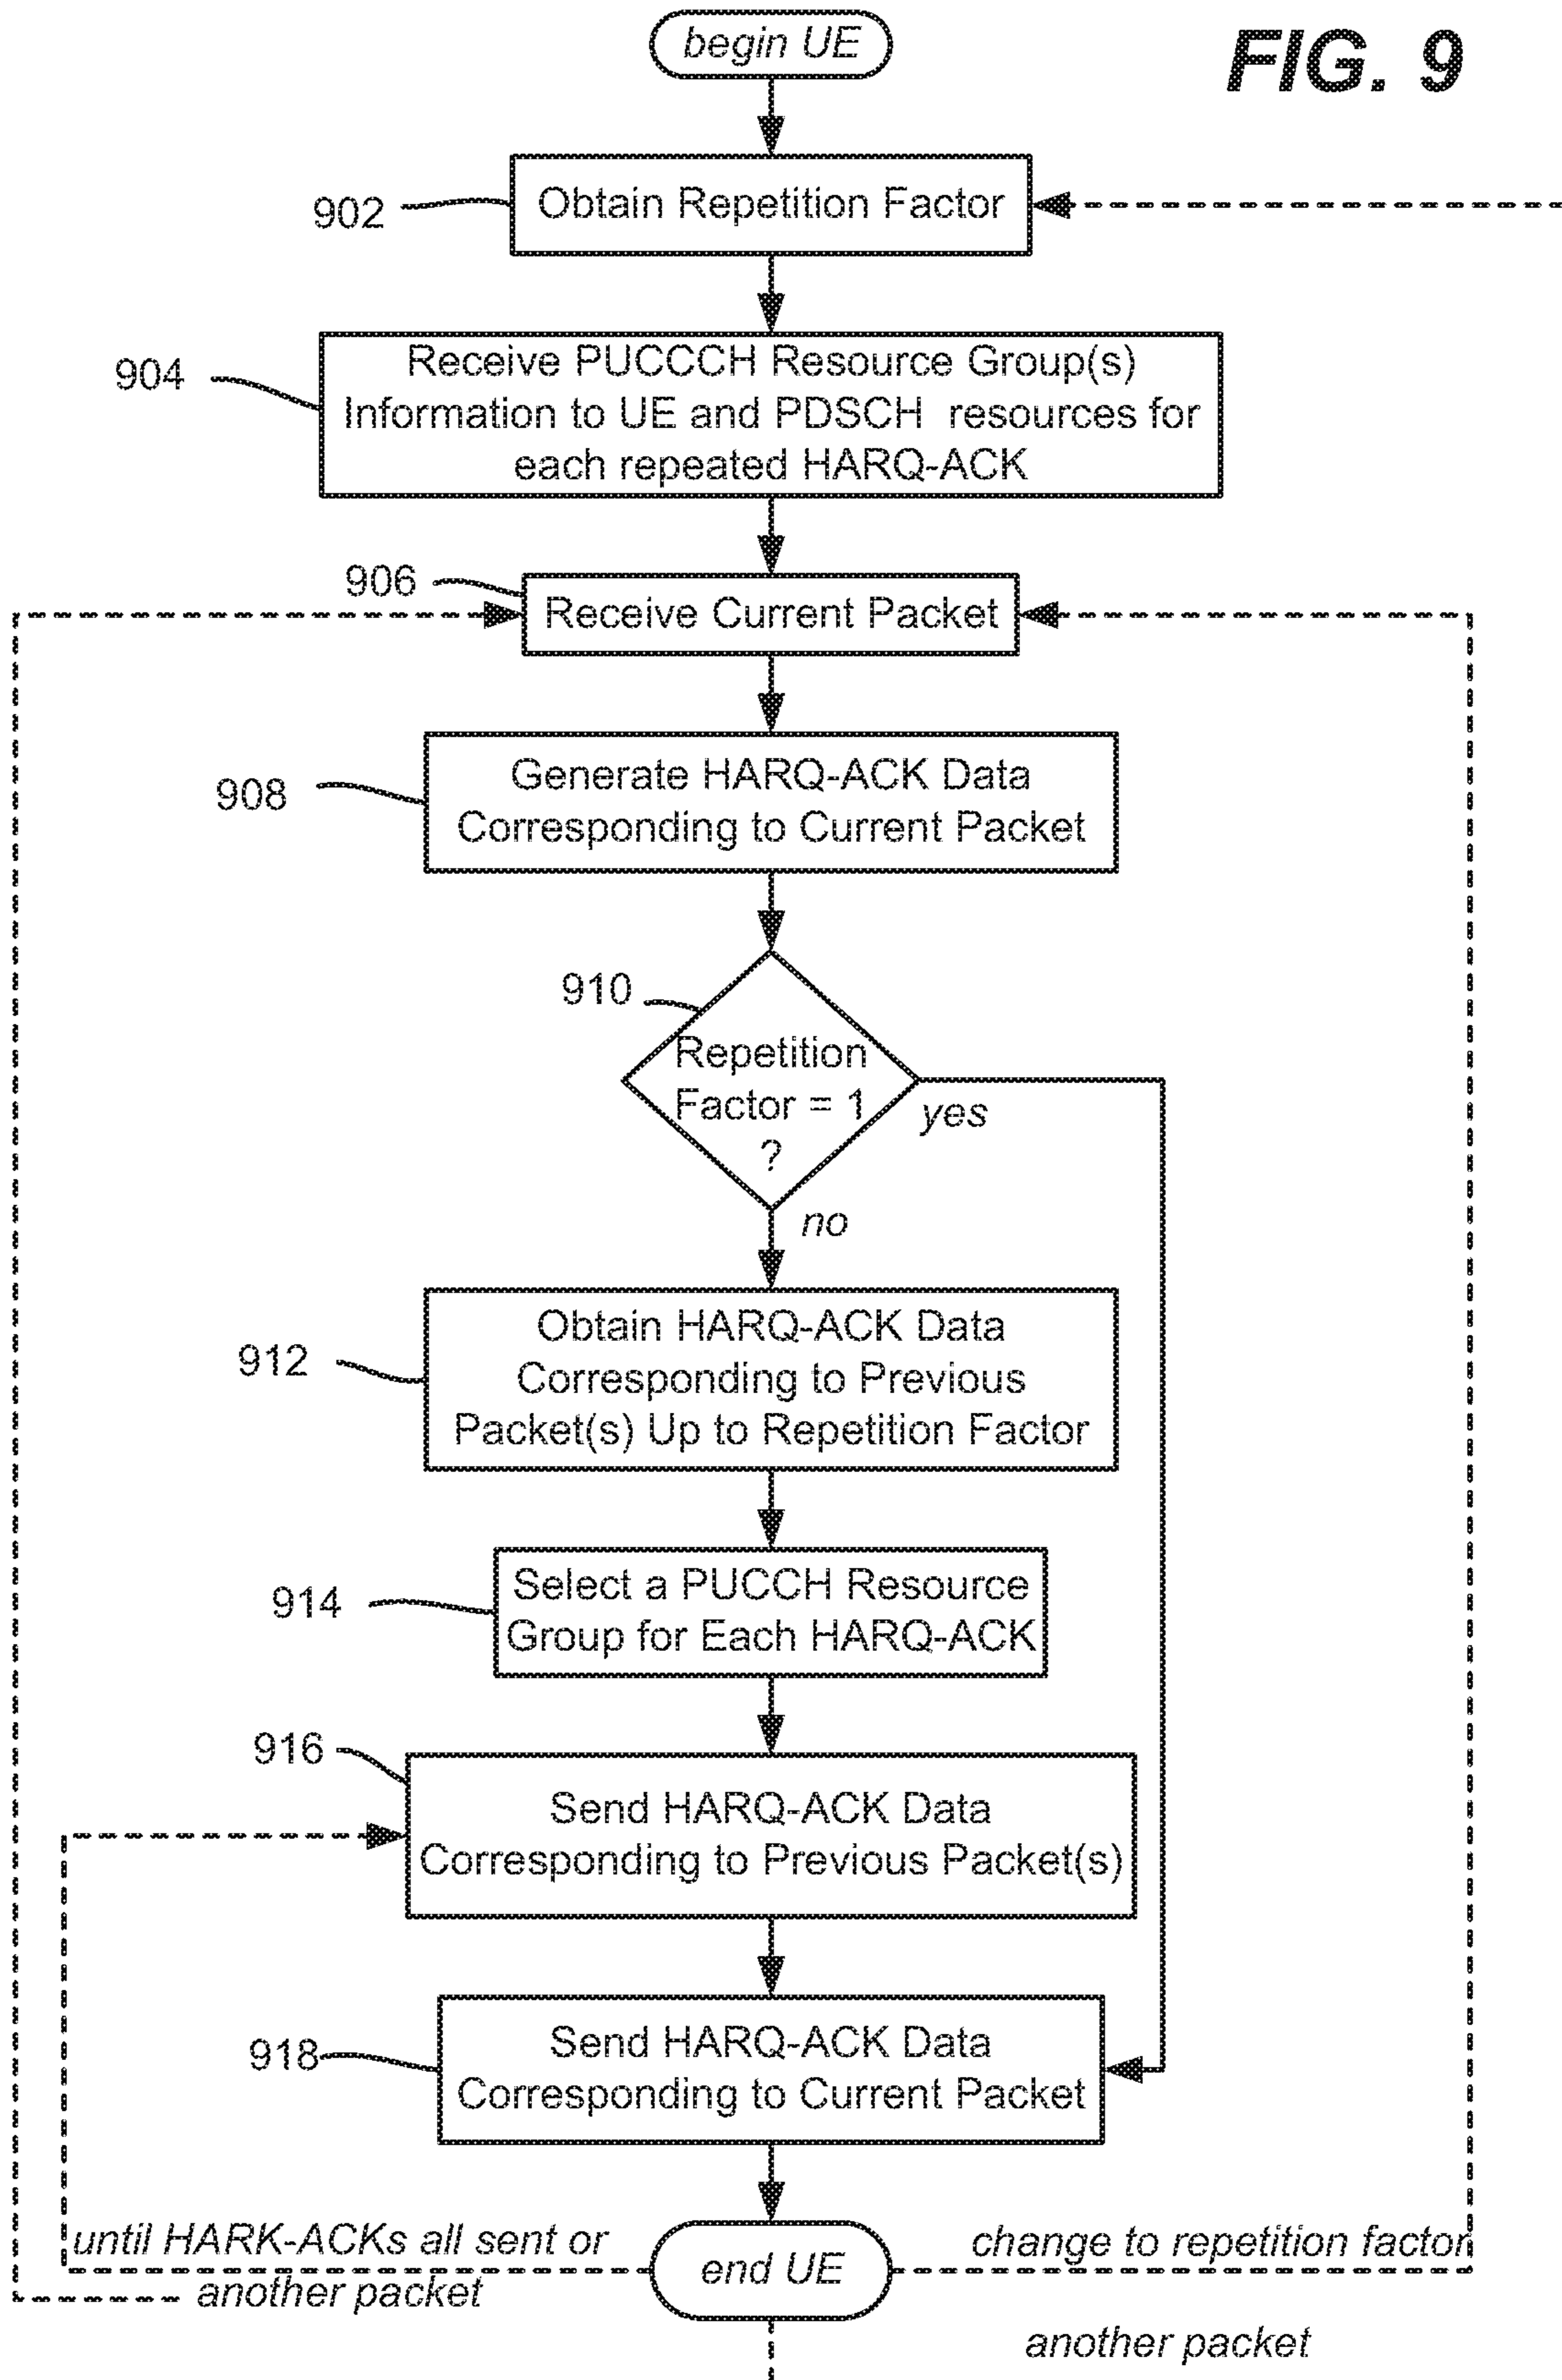 begin UE
FIG. 9
902
Obtain Repetition Factor
904
Receive PUCCCH Resource Group(s)
Information to UE and PDSCH resources for
each repeated HARQ-ACK
906
Receive Current Packet
908
Generate HARQ-ACK Data
Corresponding to Current Packet
910
Repetition
Factor = 1
?
yes
no
912
Obtain HARQ-ACK Data
Corresponding to Previous
Packet(s) Up to Repetition Factor
914
Select a PUCCH Resource
Group for Each HARQ-ACK
916
Send HARQ-ACK Data
Corresponding to Previous Packet(s)
918
Send HARQ-ACK Data
Corresponding to Current Packet
until HARK-ACKs all sent or
another packet
end UE
change to repetition factor
another packet